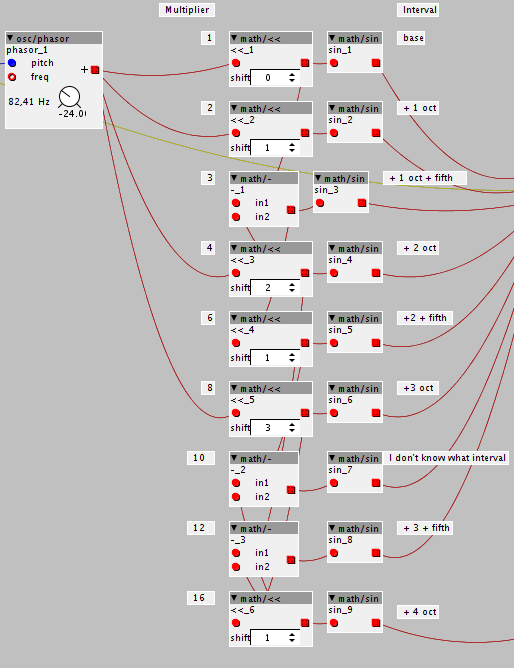 Multiplier Interval
osc/phasor
phasor_1
pitch
freq
+
82,41 Hz
-24.0(
1 math/<< math/sin base
<<_1 sin_1
shift 0
2 math/<< math/sin + 1 oct
<<_2 sin_2
shift 1
3 math/- math/sin + 1 oct + fifth
-_1 sin_3
in1
in2
4 math/<< math/sin + 2 oct
<<_3 sin_4
shift 2
6 math/<< math/sin +2 + fifth
<<_4 sin_5
shift 1
8 math/<< math/sin +3 oct
<<_5 sin_6
shift 3
10 math/- math/sin I don't know what interval
-_2 sin_7
in1
in2
12 math/- math/sin + 3 + fifth
-_3 sin_8
in1
in2
16 math/<< math/sin + 4 oct
<<_6 sin_9
shift 1